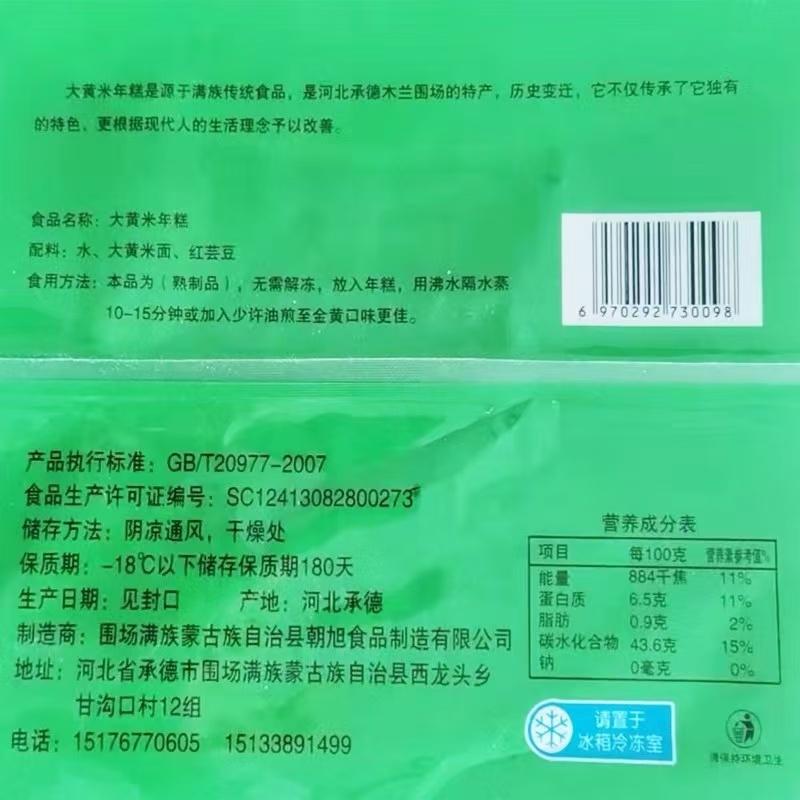 大黄米年糕是源于满族传统食品，是河北承德木兰围场的特产，历史变迁，它不仅传承了它独有
的特色、更根据现代人的生活理念予以改善。
食品名称：大黄米年糕
配料：水、大黄米面、红芸豆
食用方法：本品为（熟制品），无需解冻，放入年糕，用沸水隔水蒸
10-15分钟或加入少许油煎至金黄口味更佳。
6 970292 730098
产品执行标准：GB/T20977-2007
食品生产许可证编号：SC12413082800273
储存方法：阴凉通风，干燥处
保质期：-18℃以下储存保质期180天
生产日期：见封口 产地：河北承德
制造商：围场满族蒙古族自治县朝旭食品制造有限公司
地址：河北省承德市围场满族蒙古族自治县西龙头乡
甘沟口村12组
电话：15176770605 15133891499
营养成分表
项目 每100克 营养素参考值%
能量 884千焦 11%
蛋白质 6.5克 11%
脂肪 0.9克 2%
碳水化合物 43.6克 15%
钠 0毫克 0%
请置于
冰箱冷冻室
请保持环境卫生